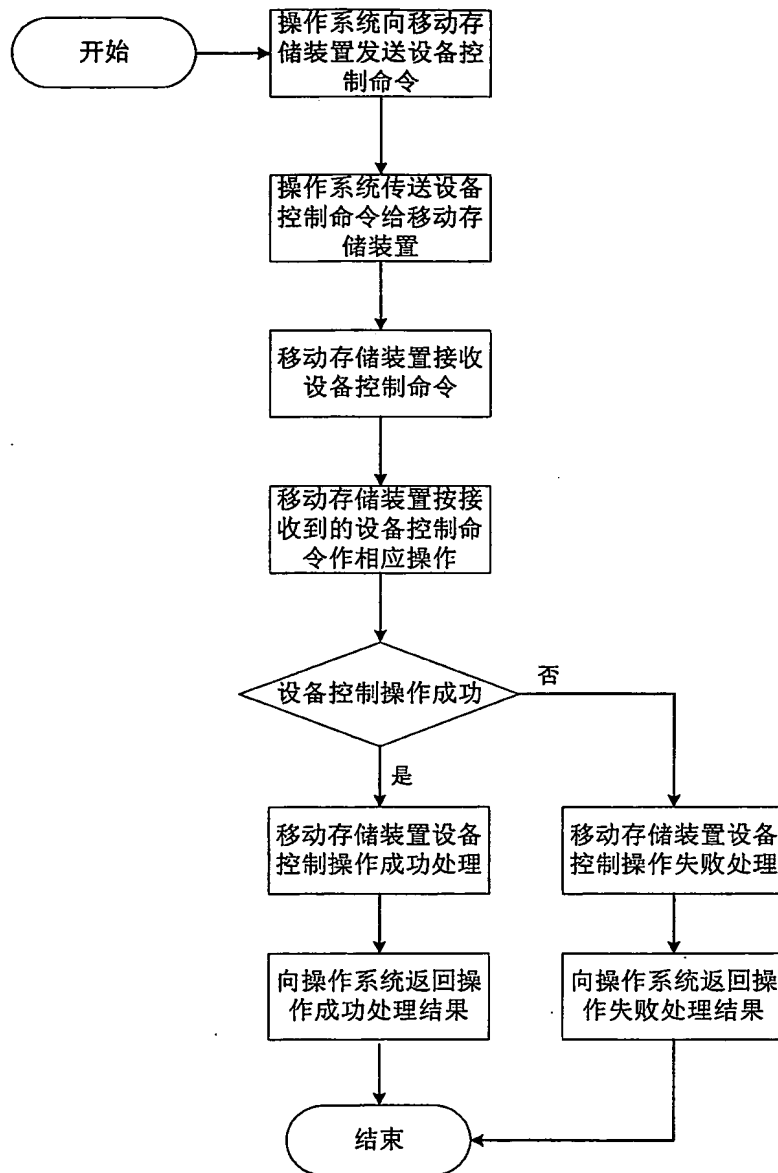 开始
操作系统向移动存
储装置发送设备控
制命令
操作系统传送设备
控制命令给移动存
储装置
移动存储装置接收
设备控制命令
移动存储装置按接
收到的设备控制命
令作相应操作
设备控制操作成功
否
是
移动存储装置设备
控制操作成功处理
移动存储装置设备
控制操作失败处理
向操作系统返回操
作成功处理结果
向操作系统返回操
作失败处理结果
结束